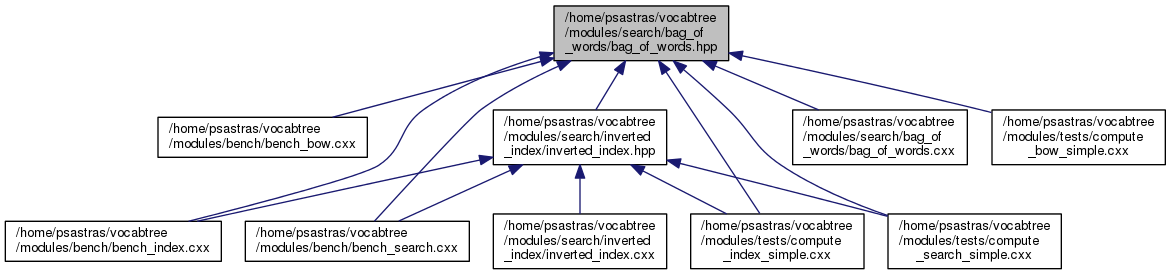 /home/psastras/vocabtree
/modules/search/bag_of
_words/bag_of_words.hpp
/home/psastras/vocabtree
/modules/bench/bench_bow.cxx
/home/psastras/vocabtree
/modules/search/inverted
_index/inverted_index.hpp
/home/psastras/vocabtree
/modules/search/bag_of
_words/bag_of_words.cxx
/home/psastras/vocabtree
/modules/tests/compute
_bow_simple.cxx
/home/psastras/vocabtree
/modules/bench/bench_index.cxx
/home/psastras/vocabtree
/modules/bench/bench_search.cxx
/home/psastras/vocabtree
/modules/search/inverted
_index/inverted_index.cxx
/home/psastras/vocabtree
/modules/tests/compute
_index_simple.cxx
/home/psastras/vocabtree
/modules/tests/compute
_search_simple.cxx